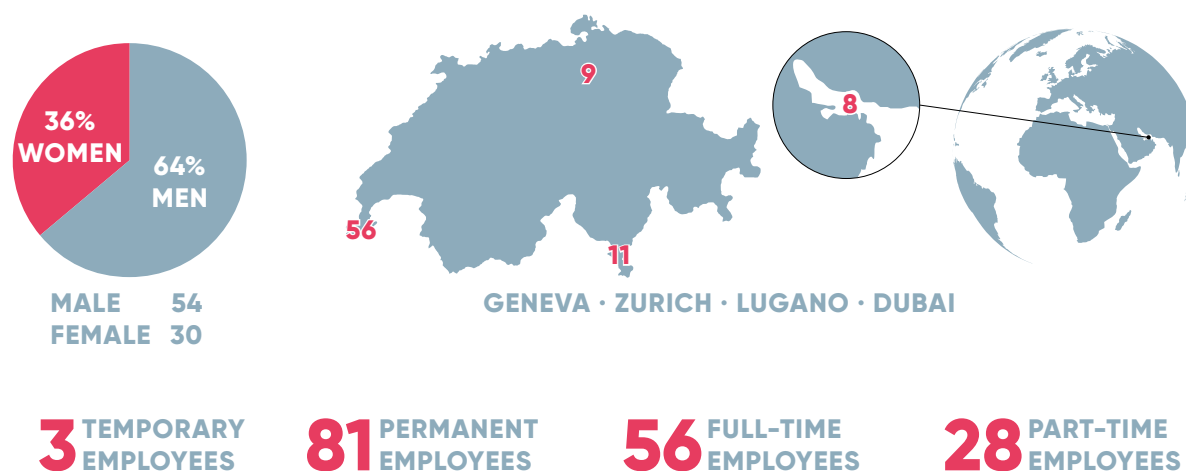 36%
WOMEN
64%
MEN
MALE 54
FEMALE 30
9
56
11
8
GENEVA · ZURICH · LUGANO · DUBAI
3 TEMPORARY
EMPLOYEES
81 PERMANENT
EMPLOYEES
56 FULL-TIME
EMPLOYEES
28 PART-TIME
EMPLOYEES